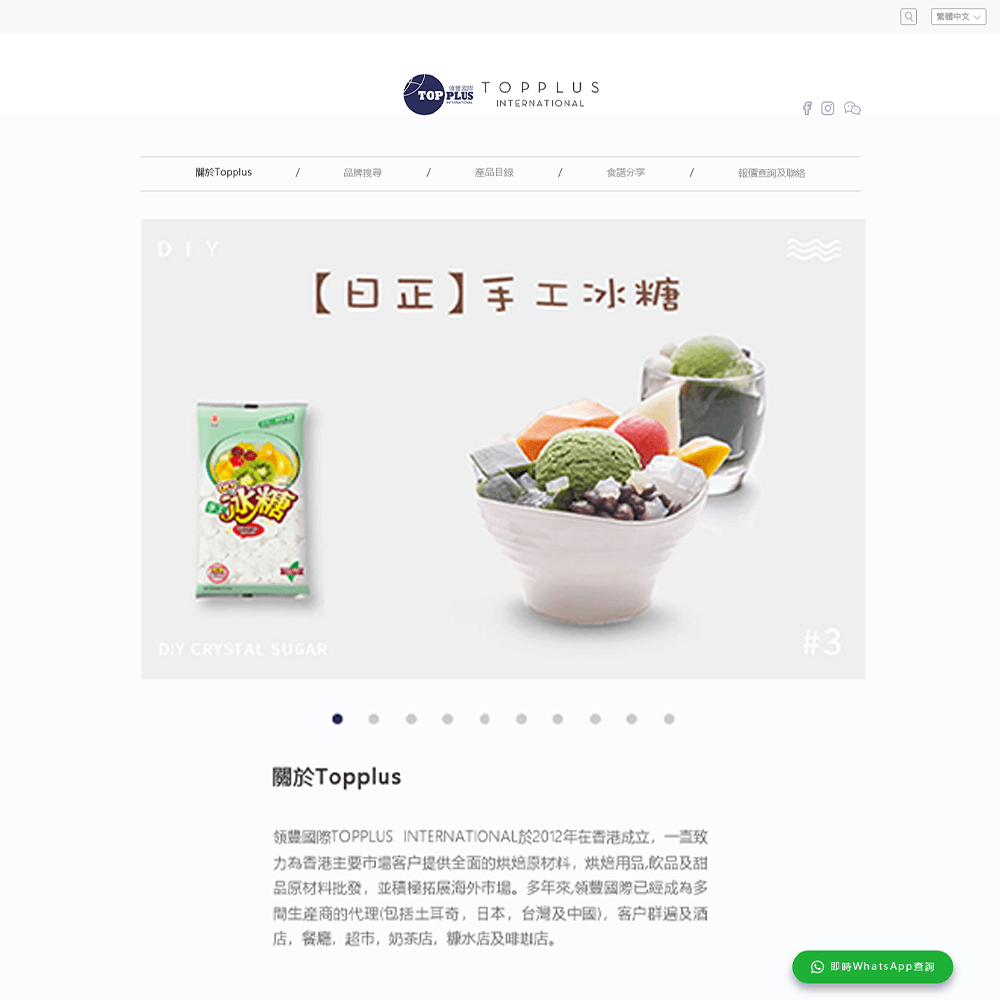 繁體中文
領豐國際
TOP PLUS
INTERNATIONAL
TOPPLUS
INTERNATIONAL
關於Topplus / 品牌搜尋 / 產品目錄 / 食譜分享 / 報價查詢及聯絡
DIY
【日正】手工冰糖
冰糖
DIY CRYSTAL SUGAR
#3
關於Topplus
領豐國際TOPPLUS INTERNATIONAL於2012年在香港成立，一直致
力為香港主要市場客户提供全面的烘焙原材料，烘焙用品,飲品及甜
品原材料批發，並積極拓展海外市場。多年來,領豐國際已經成為多
間生產商的代理(包括土耳奇，日本，台灣及中國)，客户群遍及酒
店，餐廳，超市，奶茶店，糠水店及啡咖店。
即時WhatsApp查詢